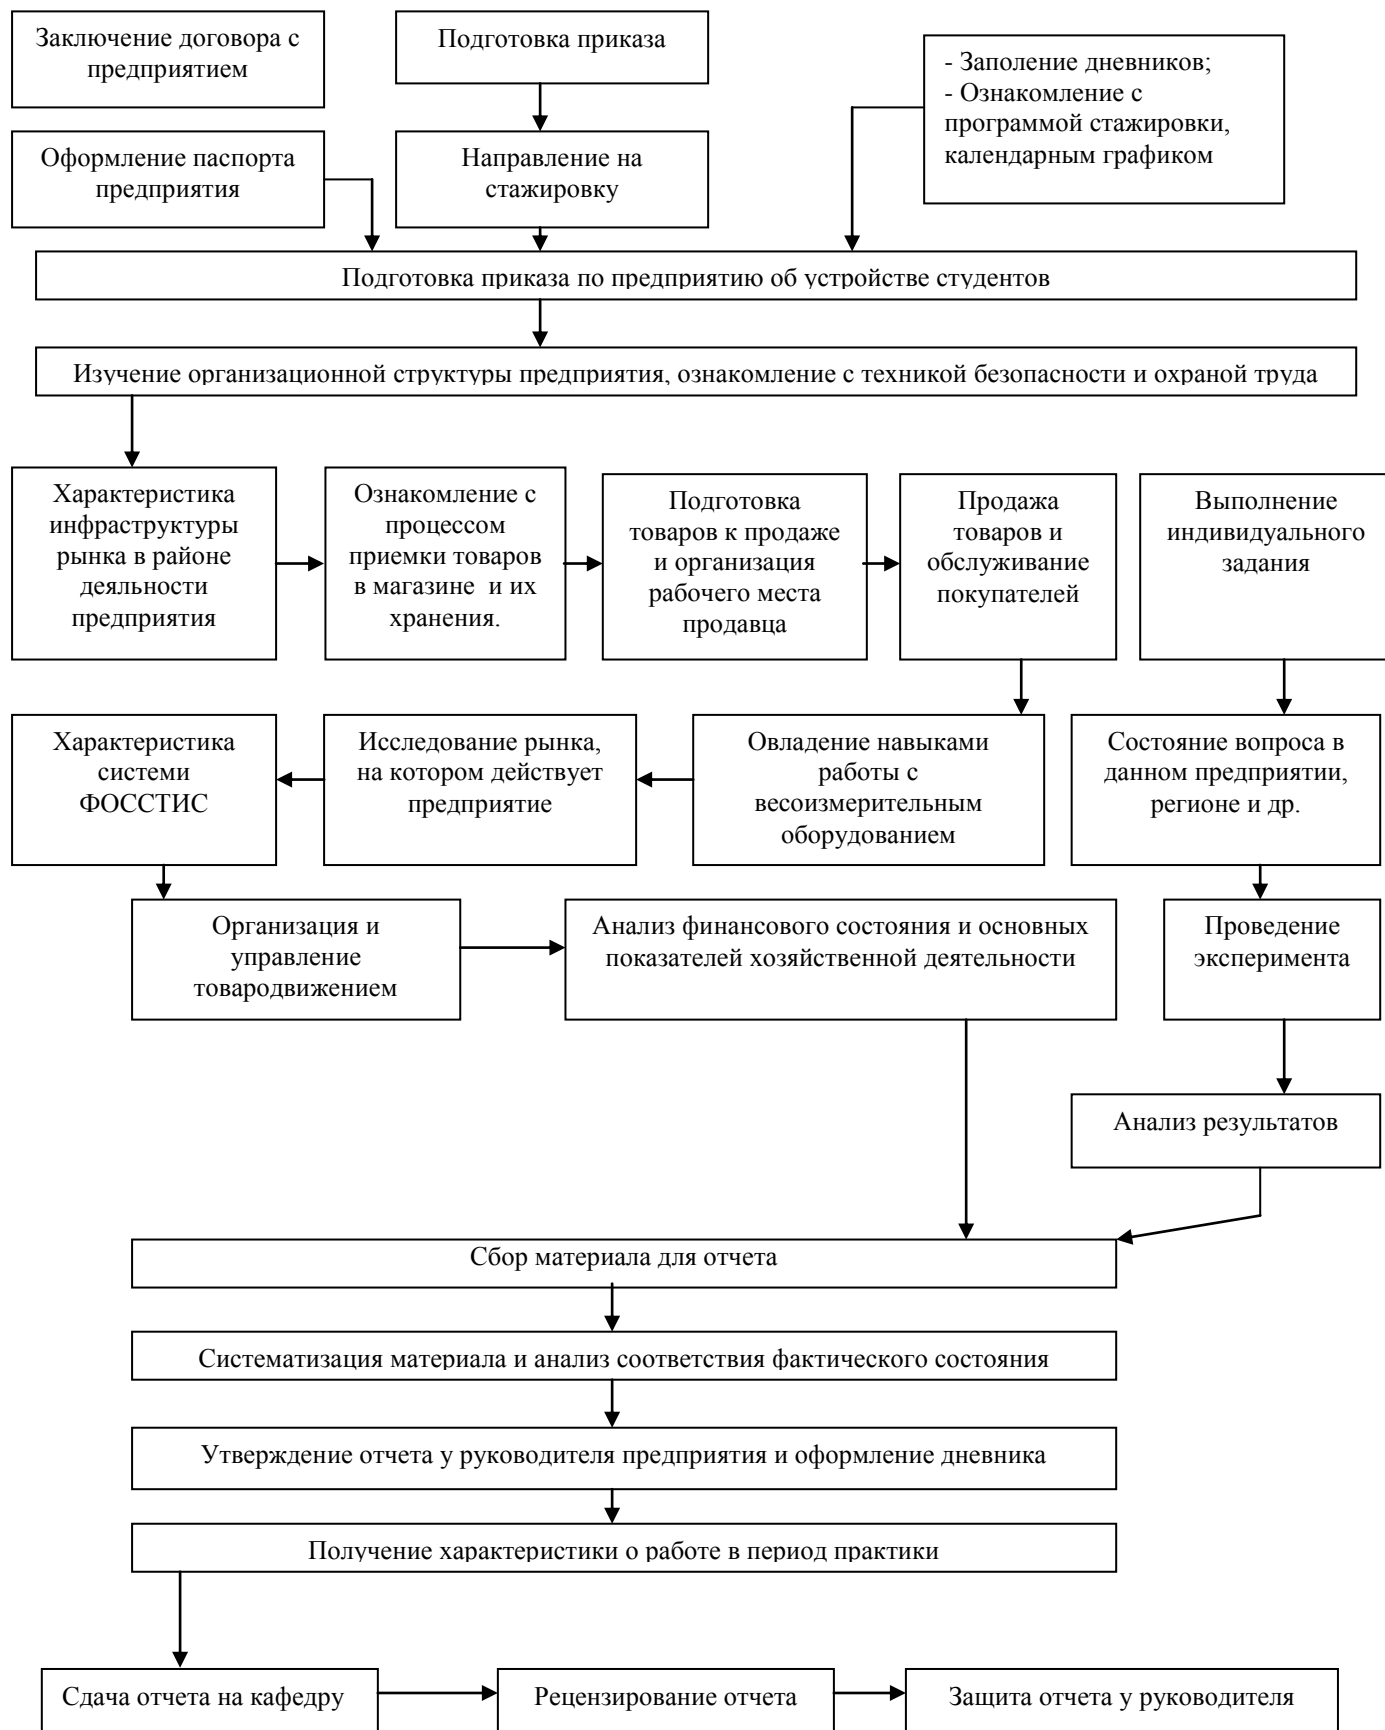 Заключение договора с
предприятием
Подготовка приказа
- Заполение дневников;
- Ознакомление с
программой стажировки,
календарным графиком
Оформление паспорта
предприятия
Направление на
стажировку
Подготовка приказа по предприятию об устройстве студентов
Изучение организационной структуры предприятия, ознакомление с техникой безопасности и охраной труда
Характеристика
инфраструктуры
рынка в районе
деяльности
предприятия
Ознакомление с
процессом
приемки товаров
в магазине и их
хранения.
Подготовка
товаров к продаже
и организация
рабочего места
продавца
Продажа
товаров и
обслуживание
покупателей
Выполнение
индивидуального
задания
Характеристика
системи
ФОССТИС
Исследование рынка,
на котором действует
предприятие
Овладение навыками
работы с
весоизмерительным
оборудованием
Состояние вопроса в
данном предприятии,
регионе и др.
Организация и
управление
товародвижением
Анализ финансового состояния и основных
показателей хозяйственной деятельности
Проведение
эксперимента
Анализ результатов
Сбор материала для отчета
Систематизация материала и анализ соответствия фактического состояния
Утверждение отчета у руководителя предприятия и оформление дневника
Получение характеристики о работе в период практики
Сдача отчета на кафедру
Рецензирование отчета
Защита отчета у руководителя